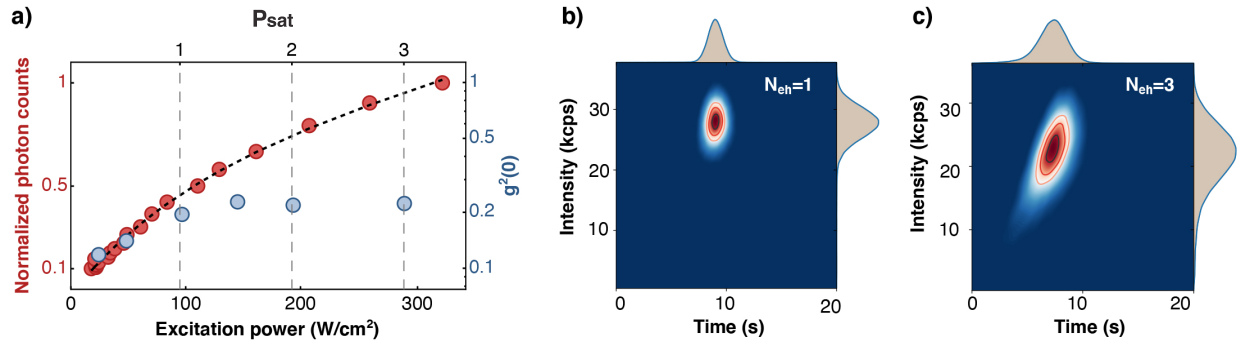 a)
Psat
1 2 3
Normalized photon counts
1
0.5
0.1
g²(0)
1
0.5
0.2
0.1
0 100 200 300
Excitation power (W/cm²)
b)
Neh=1
Intensity (kcps)
30
20
10
0 10 20
Time (s)
c)
Neh=3
Intensity (kcps)
30
20
10
0 10 20
Time (s)